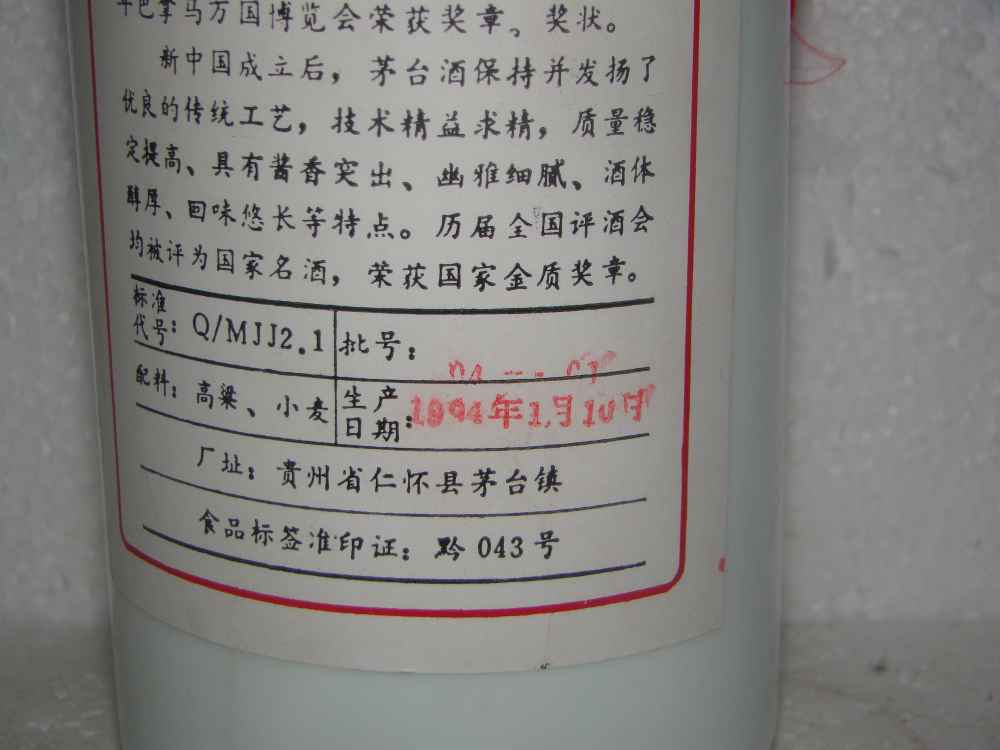 年巴拿马万国博览会荣获奖章、奖状。
新中国成立后，茅台酒保持并发扬了
优良的传统工艺，技术精益求精，质量稳
定提高、具有酱香突出、幽雅细腻、酒体
醇厚、回味悠长等特点。历届全国评酒会
均被评为国家名酒，荣获国家金质奖章。
标准代号：Q/MJJ2.1 批号：
配料：高粱、小麦 生产日期：1994年1月10日
厂址：贵州省仁怀县茅台镇
食品标签准印证：黔 043 号